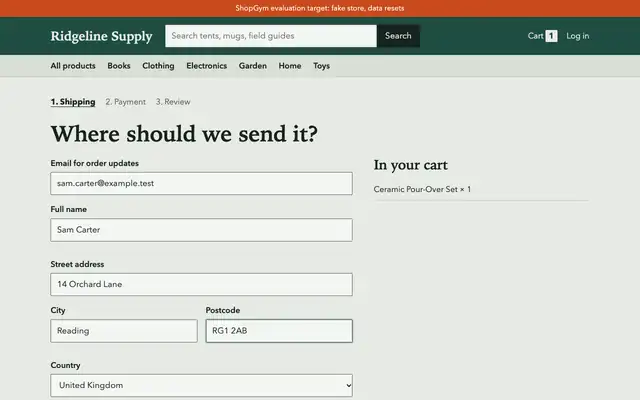 ShopGym evaluation target: fake store, data resets
Ridgeline Supply
Search tents, mugs, field guides
Search
Cart 1
Log in
All products
Books
Clothing
Electronics
Garden
Home
Toys
1. Shipping
2. Payment
3. Review
Where should we send it?
Email for order updates
sam.carter@example.test
Full name
Sam Carter
Street address
14 Orchard Lane
City
Postcode
Reading
RG1 2AB
Country
United Kingdom
In your cart
Ceramic Pour-Over Set × 1